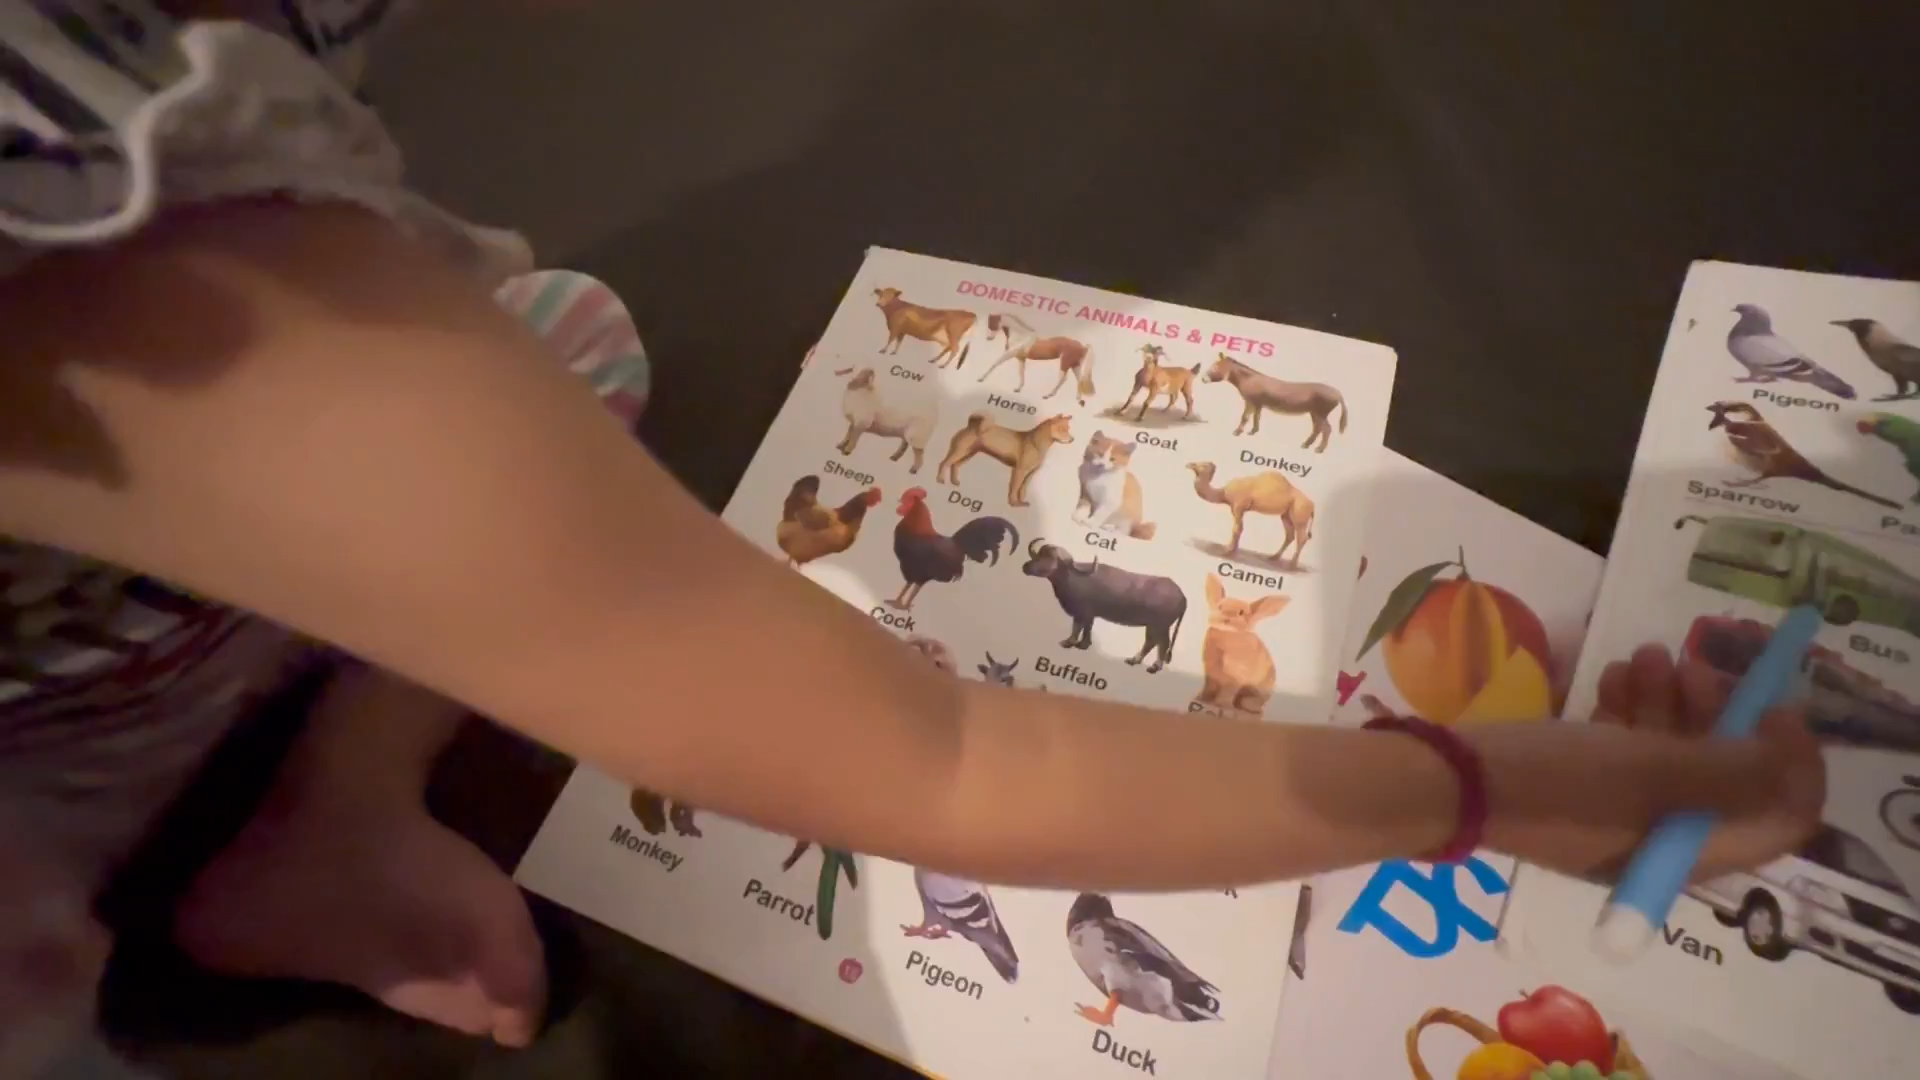 DOMESTIC ANIMALS & PETS
Cow
Horse
Goat
Donkey
Sheep
Dog
Cat
Camel
Cock
Buffalo
Monkey
Parrot
Pigeon
Duck
Pigeon
Sparrow
Bus
Van